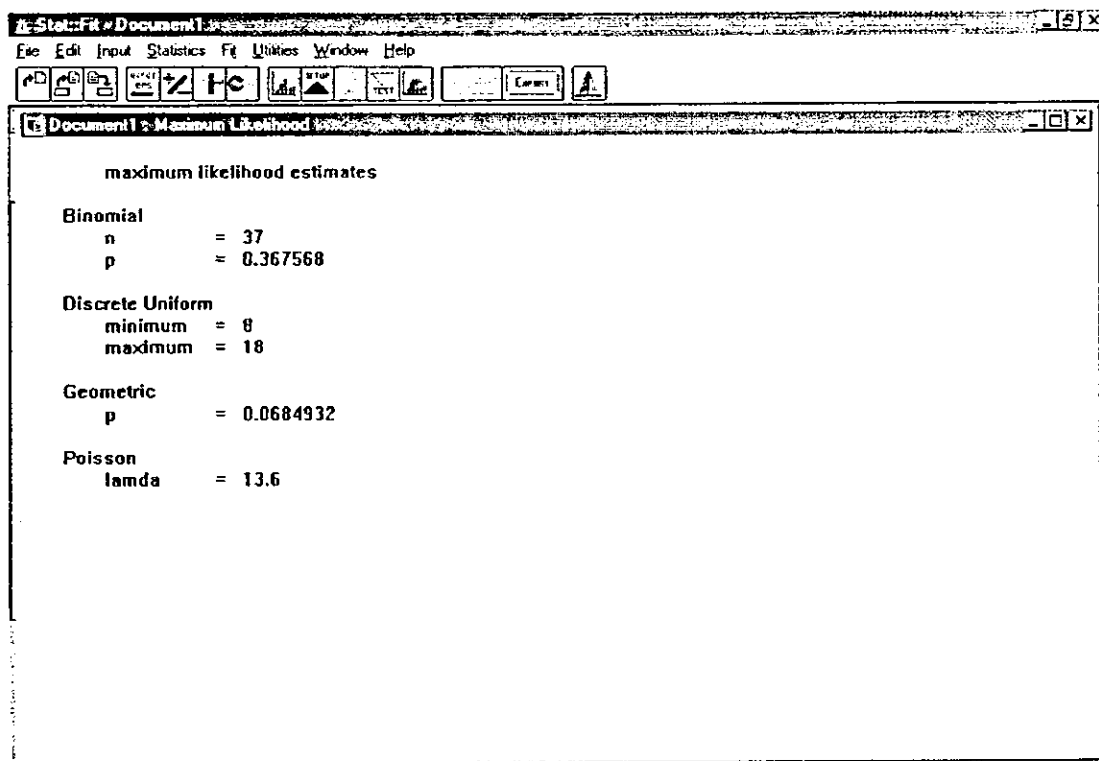 Stat::Fit - Document1
File Edit Input Statistics Fit Utilities Window Help
Document1 : Maximum Likelihood
maximum likelihood estimates
Binomial
n = 37
p = 0.367568
Discrete Uniform
minimum = 8
maximum = 18
Geometric
p = 0.0684932
Poisson
lamda = 13.6